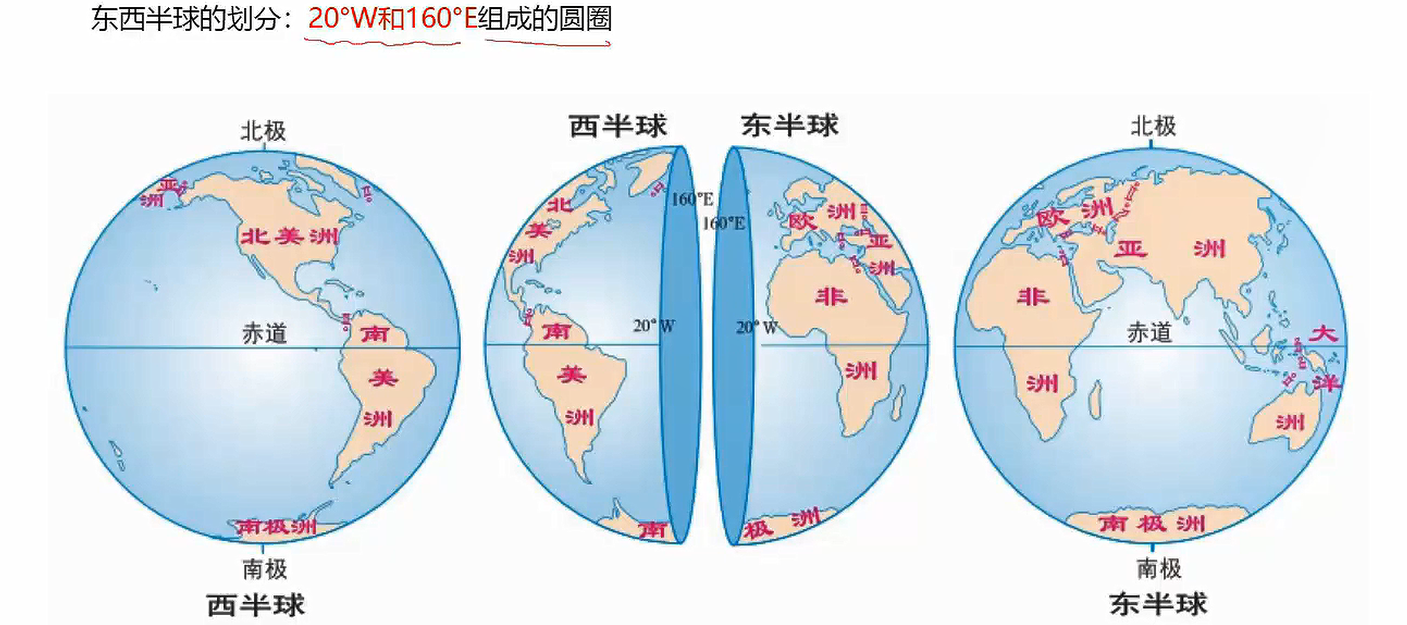 东西半球的划分：20°W和160°E组成的圆圈
西半球
东半球
北极
亚洲
北美洲
赤道
南美洲
南极洲
南极
西半球
北美洲
160°E
20° W
南美洲
南
160°E
欧洲
亚洲
20° W
非洲
极洲
北极
欧洲
亚洲
非洲
赤道
大洋洲
南极洲
南极
东半球